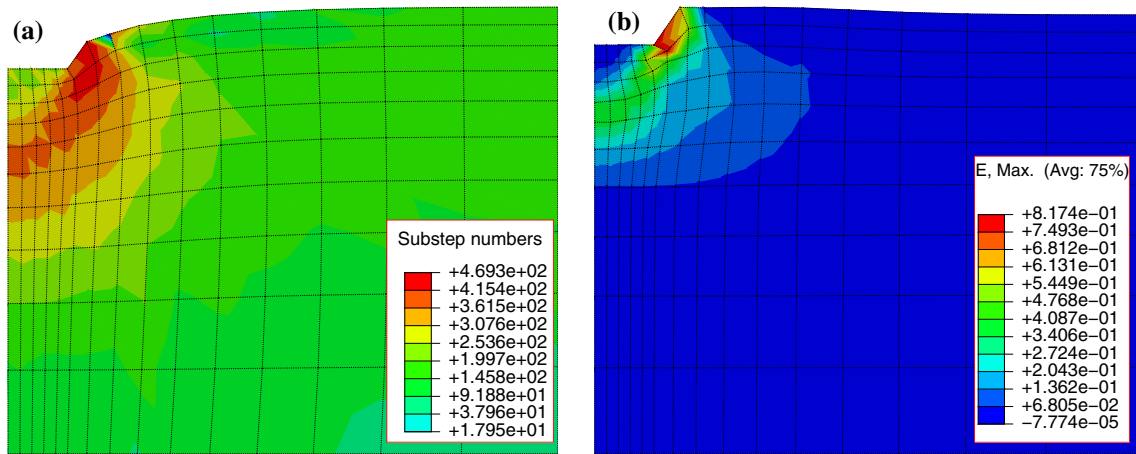 (a)
Substep numbers
+4.693e+02
+4.154e+02
+3.615e+02
+3.076e+02
+2.536e+02
+1.997e+02
+1.458e+02
+9.188e+01
+3.796e+01
+1.795e+01
(b)
E, Max. (Avg: 75%)
+8.174e−01
+7.493e−01
+6.812e−01
+6.131e−01
+5.449e−01
+4.768e−01
+4.087e−01
+3.406e−01
+2.724e−01
+2.043e−01
+1.362e−01
+6.805e−02
−7.774e−05